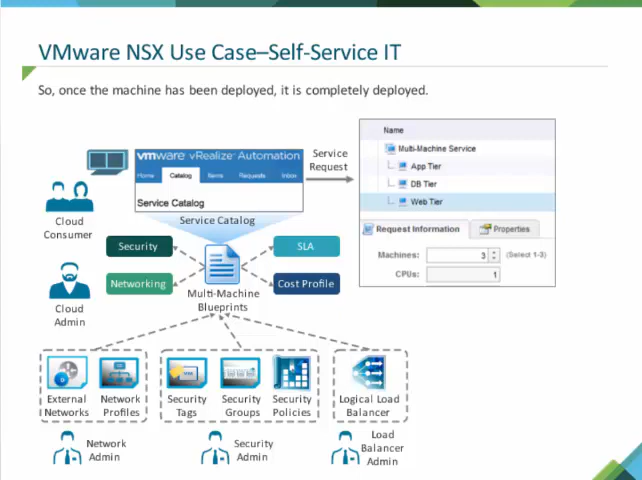 VMware NSX Use Case–Self-Service IT
So, once the machine has been deployed, it is completely deployed.
vmware vRealize Automation
Home Catalog Items Requests Inbox
Service Catalog
Service Catalog
Service
Request
Name
Multi-Machine Service
App Tier
DB Tier
Web Tier
Request Information Properties
Machines: 3 (Select 1-3)
CPUs: 1
Cloud
Consumer
Cloud
Admin
Security
SLA
Networking
Cost Profile
Multi-Machine
Blueprints
External
Networks
Network
Profiles
Security
Tags
Security
Groups
Security
Policies
Logical Load
Balancer
Network
Admin
Security
Admin
Load
Balancer
Admin